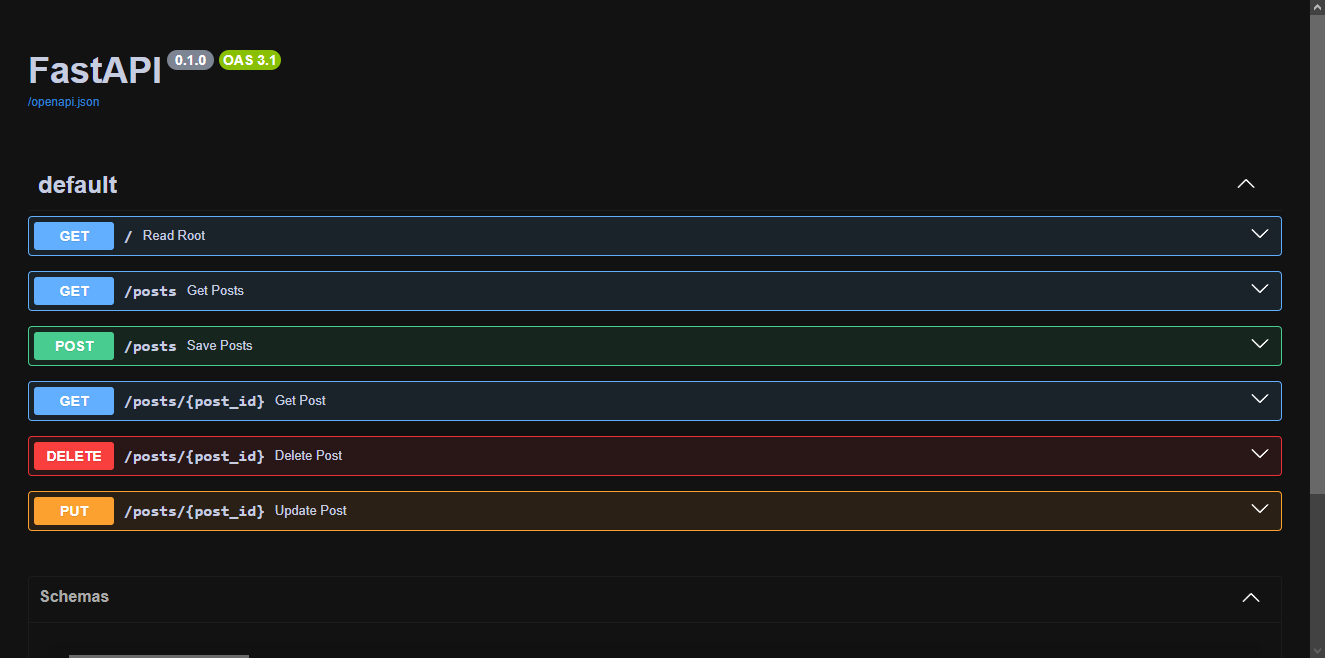 FastAPI 0.1.0 OAS 3.1
/openapi.json
default
GET / Read Root
GET /posts Get Posts
POST /posts Save Posts
GET /posts/{post_id} Get Post
DELETE /posts/{post_id} Delete Post
PUT /posts/{post_id} Update Post
Schemas